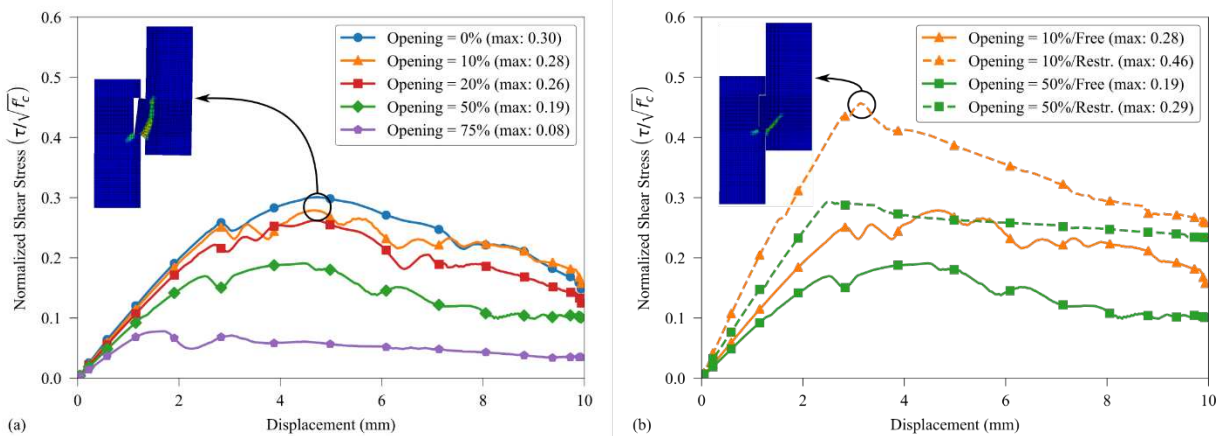 0.6
0.5
0.4
0.3
0.2
0.1
0.0
Normalized Shear Stress (τ/√f'c)
Opening = 0% (max: 0.30)
Opening = 10% (max: 0.28)
Opening = 20% (max: 0.26)
Opening = 50% (max: 0.19)
Opening = 75% (max: 0.08)
0 2 4 6 8 10
Displacement (mm)
(a)
0.6
0.5
0.4
0.3
0.2
0.1
0.0
Normalized Shear Stress (τ/√f'c)
Opening = 10%/Free (max: 0.28)
Opening = 10%/Restr. (max: 0.46)
Opening = 50%/Free (max: 0.19)
Opening = 50%/Restr. (max: 0.29)
0 2 4 6 8 10
Displacement (mm)
(b)